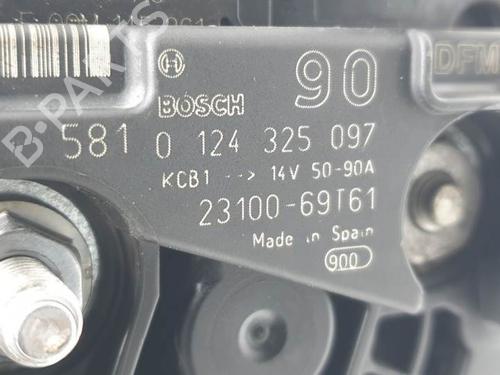 BOSCH
90
DFM
581 0 124 325 097
KCB1 --> 14V 50-90A
23100-69T61
Made in Spain
900
B-PARTS